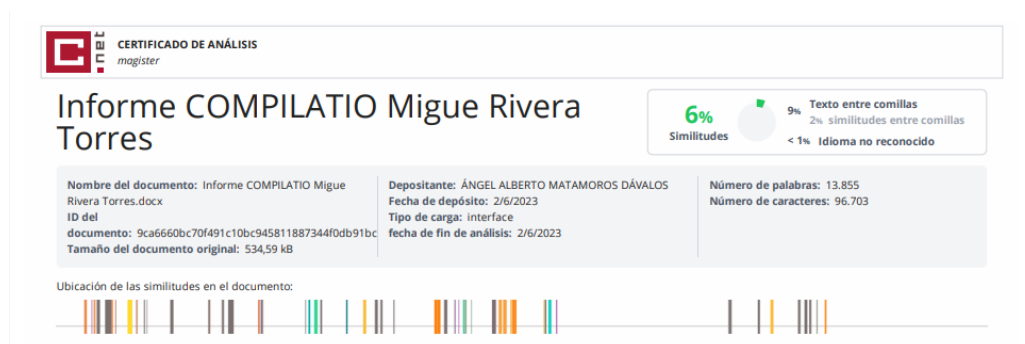 C
.net
CERTIFICADO DE ANÁLISIS
magister
Informe COMPILATIO Migue Rivera
Torres
6%
Similitudes
9% Texto entre comillas
2% similitudes entre comillas
< 1% Idioma no reconocido
Nombre del documento: Informe COMPILATIO Migue
Rivera Torres.docx
ID del
documento: 9ca6660bc70f491c10bc945811887344f0db91bc
Tamaño del documento original: 534,59 kB
Depositante: ÁNGEL ALBERTO MATAMOROS DÁVALOS
Fecha de depósito: 2/6/2023
Tipo de carga: interface
fecha de fin de análisis: 2/6/2023
Número de palabras: 13.855
Número de caracteres: 96.703
Ubicación de las similitudes en el documento: